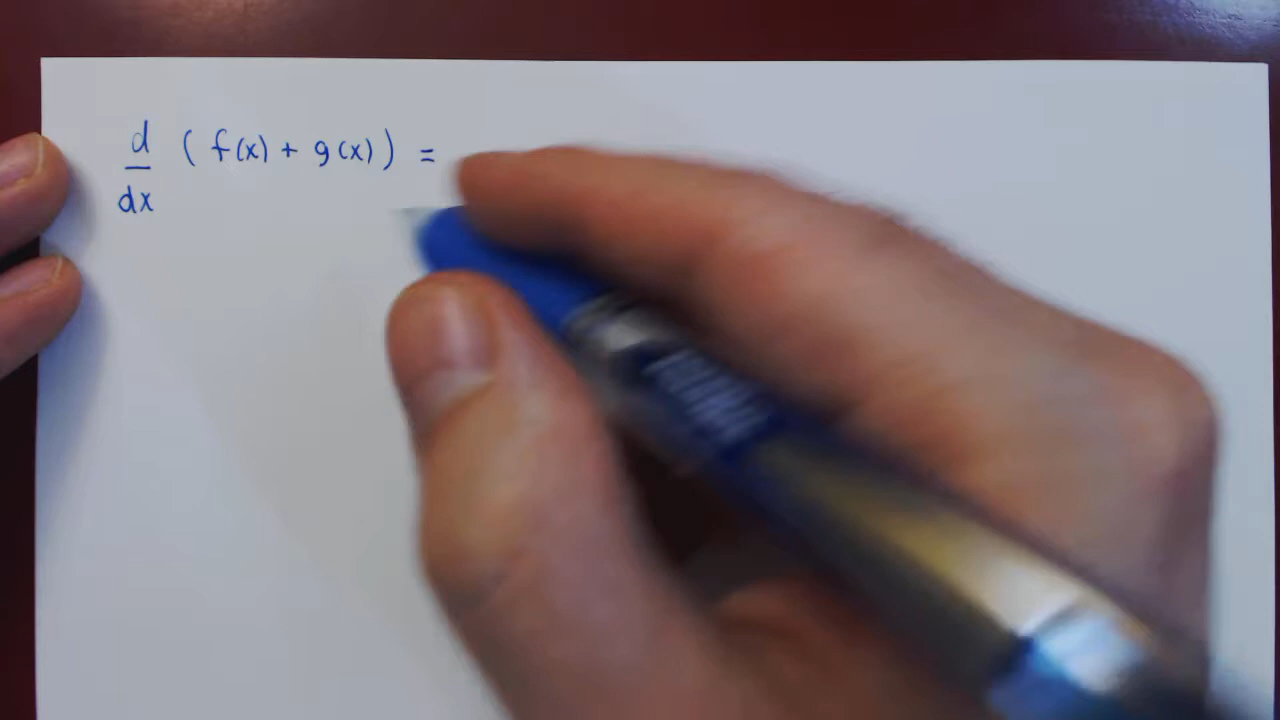 d/dx ( f(x) + g(x) ) =